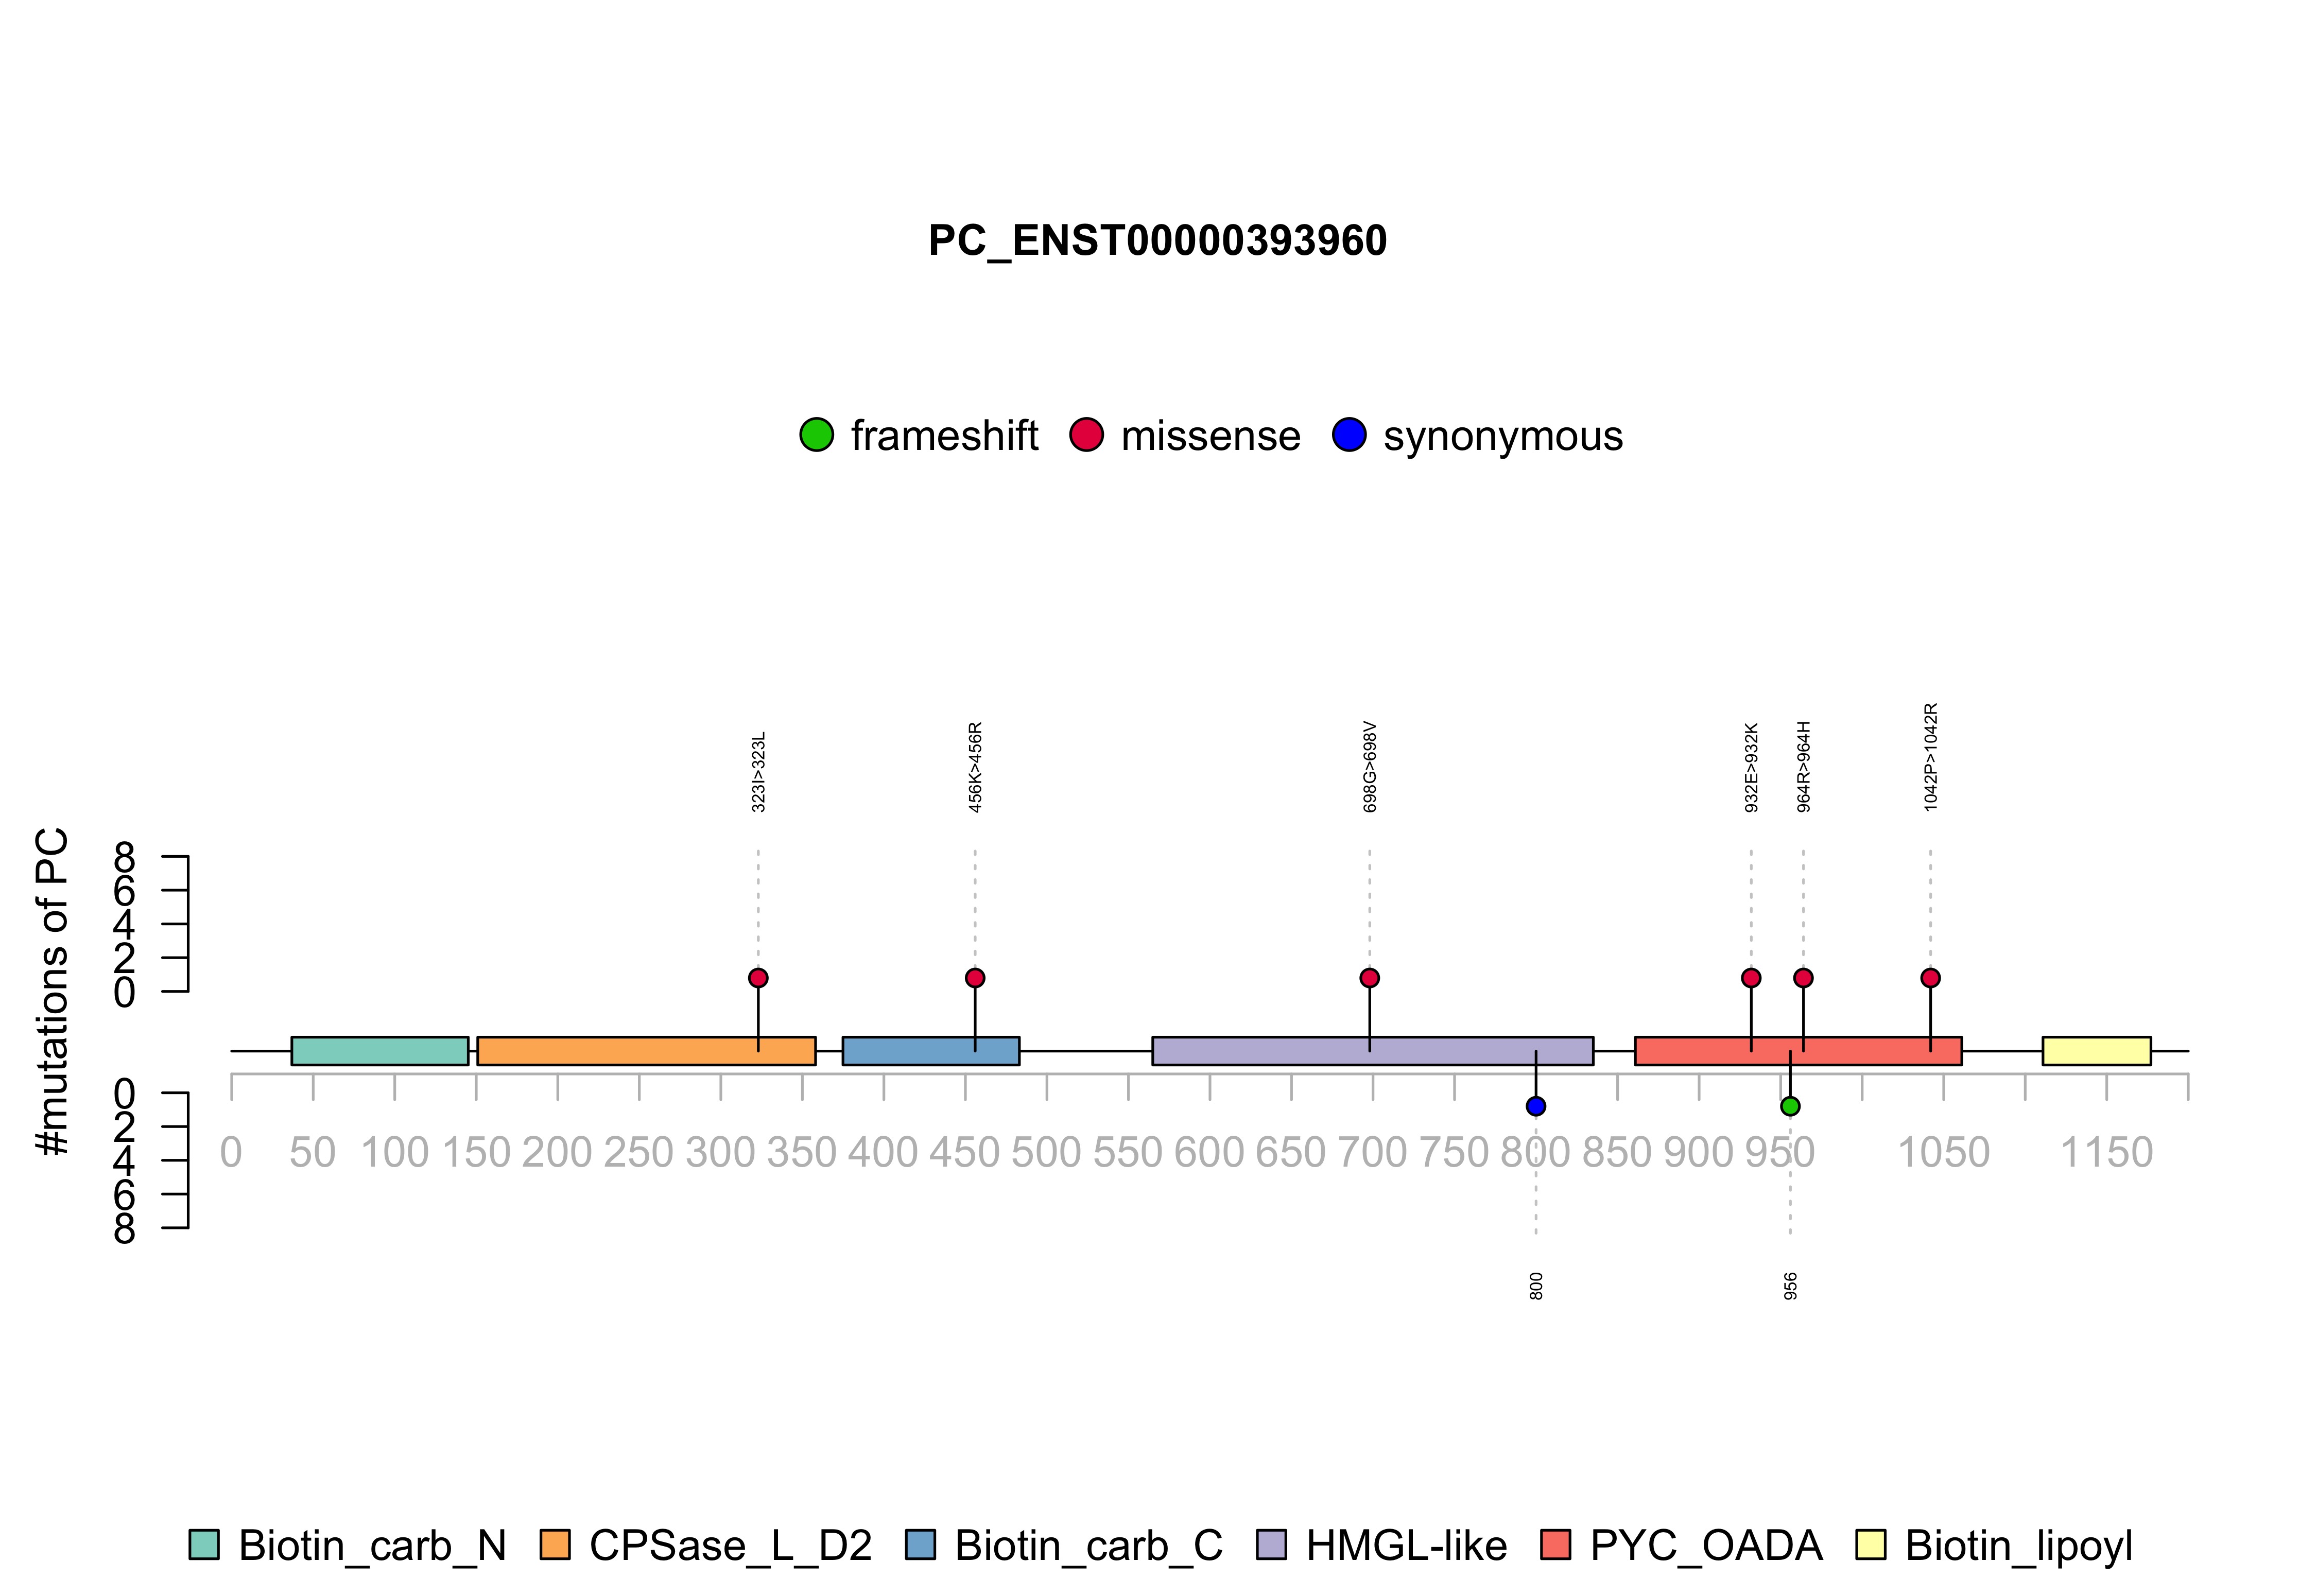 PC_ENST00000393960
frameshift missense synonymous
323I>323L 456K>456R 698G>698V 932E>932K 964R>964H 1042P>1042R
#mutations of PC
8
6
4
2
0
0
2
4
6
8
0 50 100 150 200 250 300 350 400 450 500 550 600 650 700 750 800 850 900 950 1050 1150
800 956
Biotin_carb_N CPSase_L_D2 Biotin_carb_C HMGL-like PYC_OADA Biotin_lipoyl